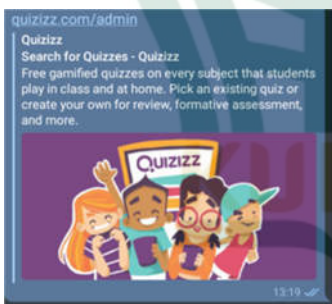 quizizz.com/admin
Quizizz
Search for Quizzes - Quizizz
Free gamified quizzes on every subject that students
play in class and at home. Pick an existing quiz or
create your own for review, formative assessment,
and more.
QUIZIZZ
13:19